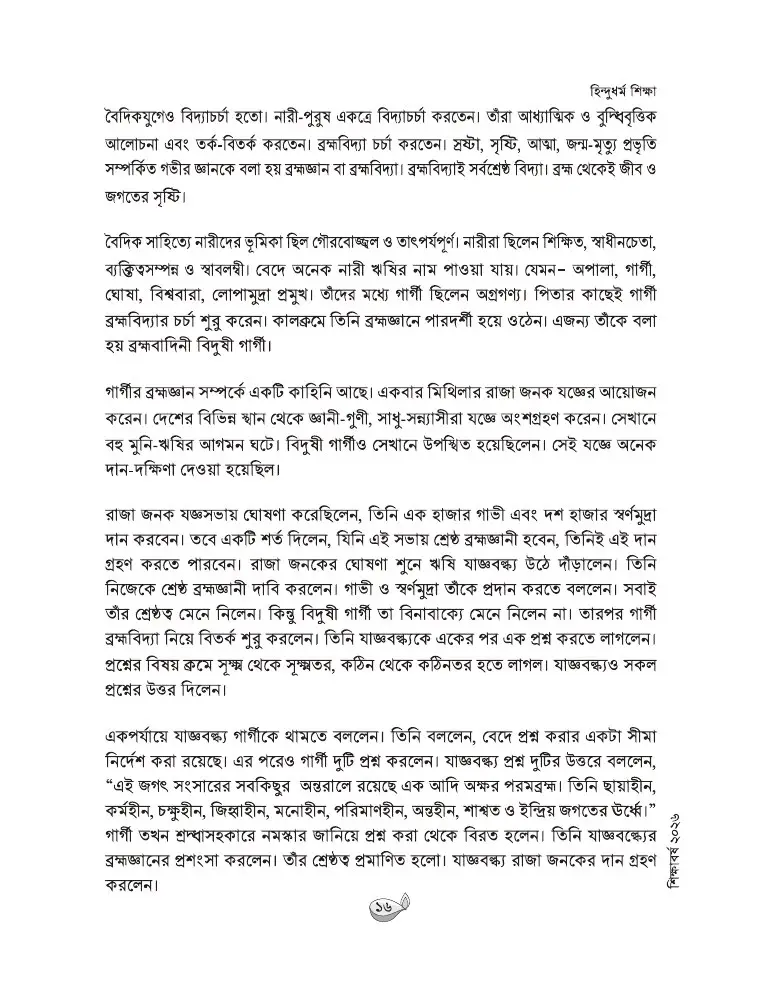 হিন্দুধর্ম শিক্ষা
বৈদিকযুগেও বিদ্যাচর্চা হতো। নারী-পুরুষ একত্রে বিদ্যাচর্চা করতেন। তাঁরা আধ্যাত্মিক ও বুদ্ধিবৃত্তিক
আলোচনা এবং তর্ক-বিতর্ক করতেন। ব্রহ্মবিদ্যা চর্চা করতেন। স্রষ্টা, সৃষ্টি, আত্মা, জন্ম-মৃত্যু প্রভৃতি
সম্পর্কিত গভীর জ্ঞানকে বলা হয় ব্রহ্মজ্ঞান বা ব্রহ্মবিদ্যা। ব্রহ্মবিদ্যাই সর্বশ্রেষ্ঠ বিদ্যা। ব্রহ্ম থেকেই জীব ও
জগতের সৃষ্টি।
বৈদিক সাহিত্যে নারীদের ভূমিকা ছিল গৌরবোজ্জ্বল ও তাৎপর্যপূর্ণ। নারীরা ছিলেন শিক্ষিত, স্বাধীনচেতা,
ব্যক্তিত্বসম্পন্ন ও স্বাবলম্বী। বেদে অনেক নারী ঋষির নাম পাওয়া যায়। যেমন– অপালা, গার্গী,
ঘোষা, বিশ্ববারা, লোপামুদ্রা প্রমুখ। তাঁদের মধ্যে গার্গী ছিলেন অগ্রগণ্য। পিতার কাছেই গার্গী
ব্রহ্মবিদ্যার চর্চা শুরু করেন। কালক্রমে তিনি ব্রহ্মজ্ঞানে পারদর্শী হয়ে ওঠেন। এজন্য তাঁকে বলা
হয় ব্রহ্মবাদিনী বিদুষী গার্গী।
গার্গীর ব্রহ্মজ্ঞান সম্পর্কে একটি কাহিনি আছে। একবার মিথিলার রাজা জনক যজ্ঞের আয়োজন
করেন। দেশের বিভিন্ন স্থান থেকে জ্ঞানী-গুণী, সাধু-সন্ন্যাসীরা যজ্ঞে অংশগ্রহণ করেন। সেখানে
বহু মুনি-ঋষির আগমন ঘটে। বিদুষী গার্গীও সেখানে উপস্থিত হয়েছিলেন। সেই যজ্ঞে অনেক
দান-দক্ষিণা দেওয়া হয়েছিল।
রাজা জনক যজ্ঞসভায় ঘোষণা করেছিলেন, তিনি এক হাজার গাভী এবং দশ হাজার স্বর্ণমুদ্রা
দান করবেন। তবে একটি শর্ত দিলেন, যিনি এই সভায় শ্রেষ্ঠ ব্রহ্মজ্ঞানী হবেন, তিনিই এই দান
গ্রহণ করতে পারবেন। রাজা জনকের ঘোষণা শুনে ঋষি যাজ্ঞবল্ক্য উঠে দাঁড়ালেন। তিনি
নিজেকে শ্রেষ্ঠ ব্রহ্মজ্ঞানী দাবি করলেন। গাভী ও স্বর্ণমুদ্রা তাঁকে প্রদান করতে বললেন। সবাই
তাঁর শ্রেষ্ঠত্ব মেনে নিলেন। কিন্তু বিদুষী গার্গী তা বিনাবাক্যে মেনে নিলেন না। তারপর গার্গী
ব্রহ্মবিদ্যা নিয়ে বিতর্ক শুরু করলেন। তিনি যাজ্ঞবল্ক্যকে একের পর এক প্রশ্ন করতে লাগলেন।
প্রশ্নের বিষয় ক্রমে সূক্ষ্ম থেকে সূক্ষ্মতর, কঠিন থেকে কঠিনতর হতে লাগল। যাজ্ঞবল্ক্যও সকল
প্রশ্নের উত্তর দিলেন।
একপর্যায়ে যাজ্ঞবল্ক্য গার্গীকে থামতে বললেন। তিনি বললেন, বেদে প্রশ্ন করার একটা সীমা
নির্দেশ করা রয়েছে। এর পরেও গার্গী দুটি প্রশ্ন করলেন। যাজ্ঞবল্ক্য প্রশ্ন দুটির উত্তরে বললেন,
“এই জগৎ সংসারের সবকিছুর অন্তরালে রয়েছে এক আদি অক্ষর পরমব্রহ্ম। তিনি ছায়াহীন,
কর্মহীন, চক্ষুহীন, জিহ্বাহীন, মনোহীন, পরিমাণহীন, অন্তহীন, শাশ্বত ও ইন্দ্রিয় জগতের ঊর্ধ্বে।”
গার্গী তখন শ্রদ্ধাসহকারে নমস্কার জানিয়ে প্রশ্ন করা থেকে বিরত হলেন। তিনি যাজ্ঞবল্ক্যের
ব্রহ্মজ্ঞানের প্রশংসা করলেন। তাঁর শ্রেষ্ঠত্ব প্রমাণিত হলো। যাজ্ঞবল্ক্য রাজা জনকের দান গ্রহণ
করলেন।
শিক্ষাবর্ষ ২০২৬
১৬